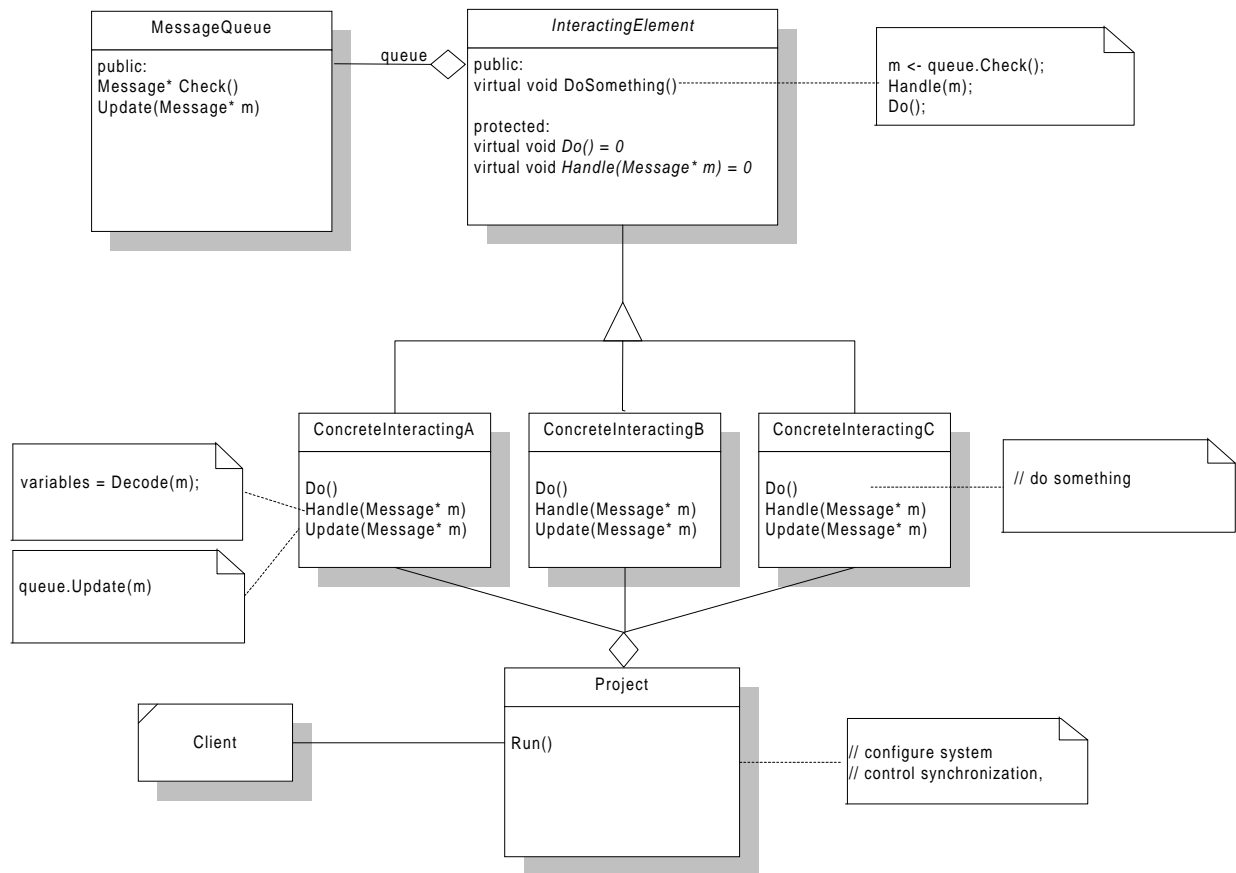 MessageQueue
public:
Message* Check()
Update(Message* m)
queue
InteractingElement
public:
virtual void DoSomething()
protected:
virtual void Do() = 0
virtual void Handle(Message* m) = 0
m <- queue.Check();
Handle(m);
Do();
variables = Decode(m);
queue.Update(m)
ConcreteInteractingA
Do()
Handle(Message* m)
Update(Message* m)
ConcreteInteractingB
Do()
Handle(Message* m)
Update(Message* m)
ConcreteInteractingC
Do()
Handle(Message* m)
Update(Message* m)
// do something
Client
Project
Run()
// configure system
// control synchronization,